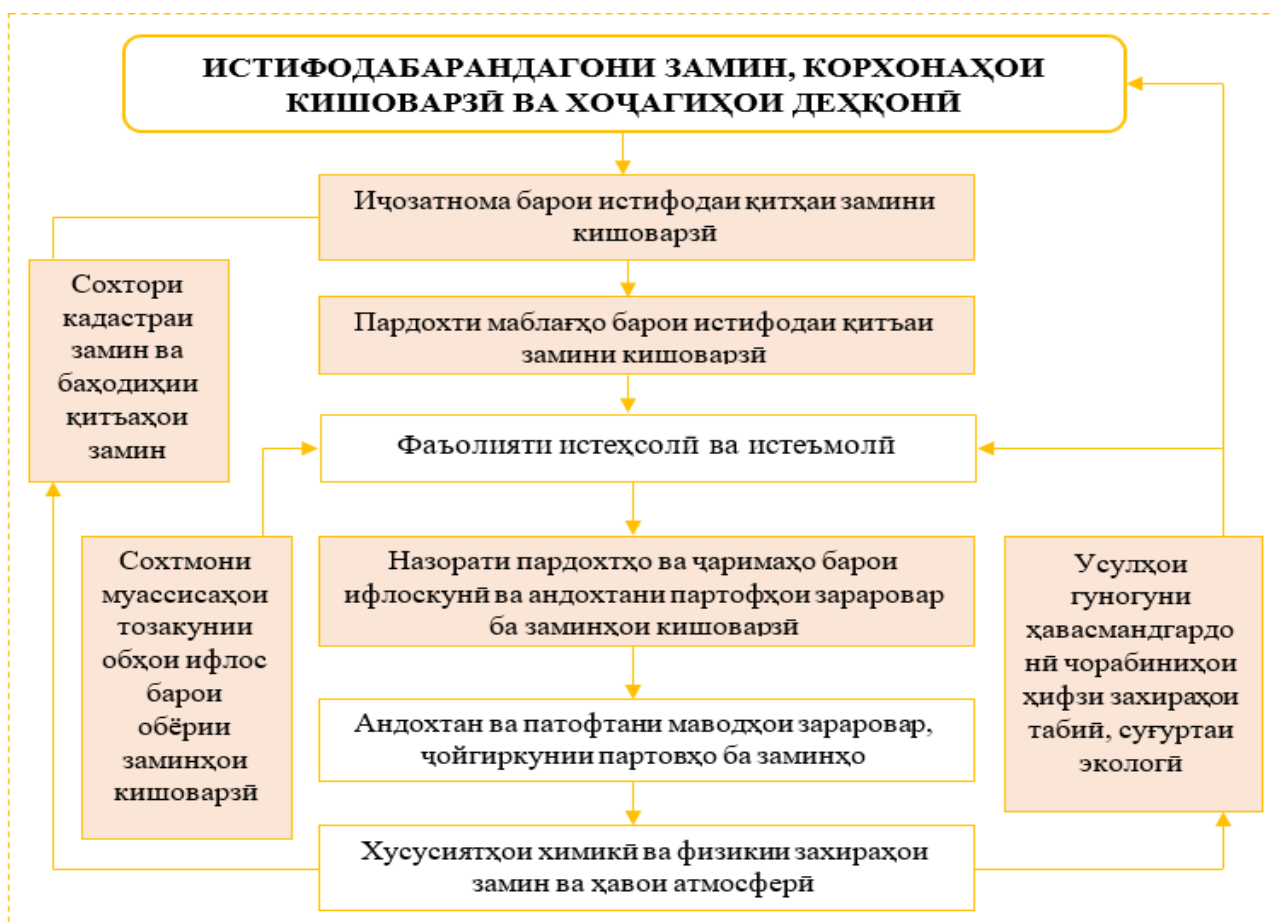 ИСТИФОДАБАРАНДАГОНИ ЗАМИН, КОРХОНАҲОИ
КИШОВАРЗӢ ВА ХОҶАГИҲОИ ДЕҲҚОНӢ
Иҷозатнома барои истифодаи қитҳаи замини
кишоварзӣ
Сохтори
кадастраи
замин ва
баҳодиҳии
қитъаҳои
замин
Пардохти маблағҳо барои истифодаи қитъаи
замини кишоварзӣ
Фаъолияти истеҳсолӣ ва истеъмолӣ
Сохтмони
муассисаҳои
тозакунии
обҳои ифлос
барои
обёрии
заминҳои
кишоварзӣ
Назорати пардохтҳо ва ҷаримаҳо барои
ифлоскунӣ ва андохтани партофҳои зараровар
ба заминҳои кишоварзӣ
Усулҳои
гуногуни
ҳавасмандгардо
нӣ чорабиниҳои
ҳифзи захираҳои
табиӣ, суғуртаи
экологӣ
Андохтан ва патофтани маводҳои зараровар,
ҷойгиркунии партовҳо ба заминҳо
Хусусиятҳои химикӣ ва физикии захираҳои
замин ва ҳавои атмосферӣ